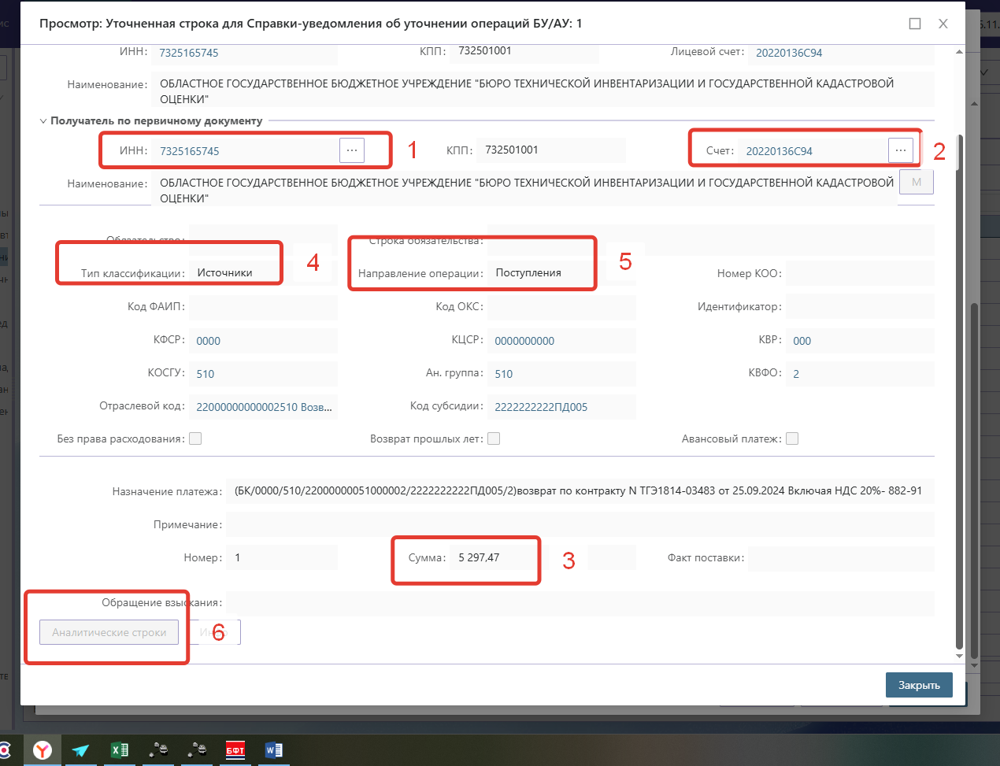 Просмотр: Уточненная строка для Справки-уведомления об уточнении операций БУ/АУ: 1
ИНН: 7325165745 КПП: 732501001 Лицевой счет: 20220136С94
Наименование: ОБЛАСТНОЕ ГОСУДАРСТВЕННОЕ БЮДЖЕТНОЕ УЧРЕЖДЕНИЕ "БЮРО ТЕХНИЧЕСКОЙ ИНВЕНТАРИЗАЦИИ И ГОСУДАРСТВЕННОЙ КАДАСТРОВОЙ
ОЦЕНКИ"
Получатель по первичному документу
ИНН: 7325165745 ... 1 КПП: 732501001 Счет: 20220136С94 ... 2
Наименование: ОБЛАСТНОЕ ГОСУДАРСТВЕННОЕ БЮДЖЕТНОЕ УЧРЕЖДЕНИЕ "БЮРО ТЕХНИЧЕСКОЙ ИНВЕНТАРИЗАЦИИ И ГОСУДАРСТВЕННОЙ КАДАСТРОВОЙ М
ОЦЕНКИ"
Обязательство: Строка обязательства:
Тип классификации: Источники 4 Направление операции: Поступления 5 Номер КОО:
Код ФАИП: Код ОКС: Идентификатор:
КФСР: 0000 КЦСР: 0000000000 КВР: 000
КОСГУ: 510 Ан. группа: 510 КВФО: 2
Отраслевой код: 22000000000002510 Возв... Код субсидии: 2222222222ПД005
Без права расходования: Возврат прошлых лет: Авансовый платеж:
Назначение платежа: (БК/0000/510/22000000051000002/2222222222ПД005/2)возврат по контракту N ТГЭ1814-03483 от 25.09.2024 Включая НДС 20%- 882-91
Примечание:
Номер: 1 Сумма: 5 297,47 3 Факт поставки:
Обращение взыскания:
Аналитические строки 6
Закрыть
БФТ